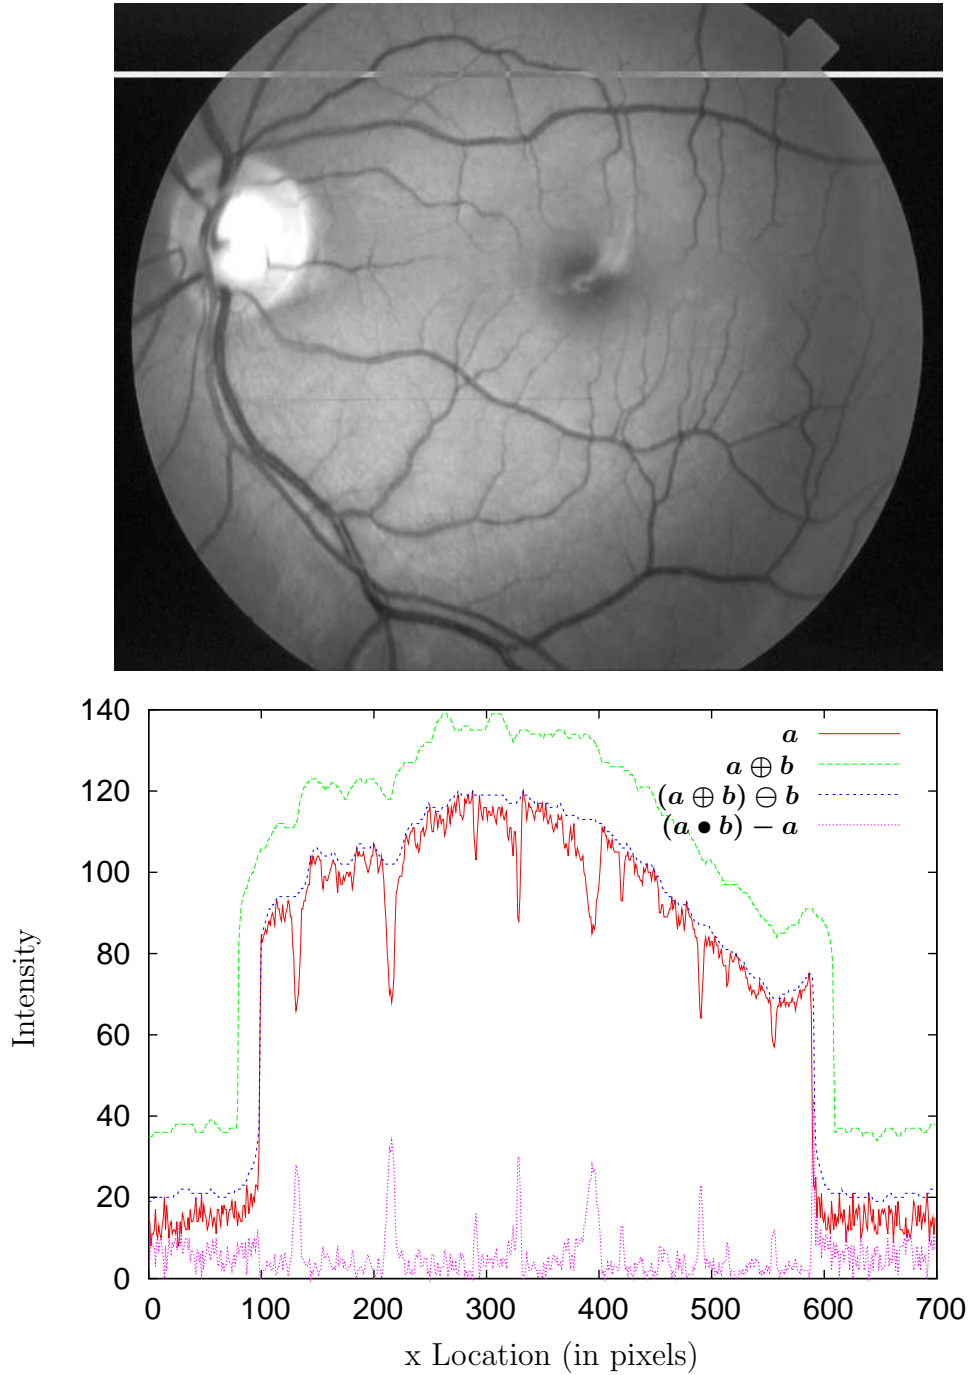 140
120
100
80
60
40
20
0
Intensity
a
a ⊕ b
(a ⊕ b) ⊖ b
(a • b) − a
0 100 200 300 400 500 600 700
x Location (in pixels)